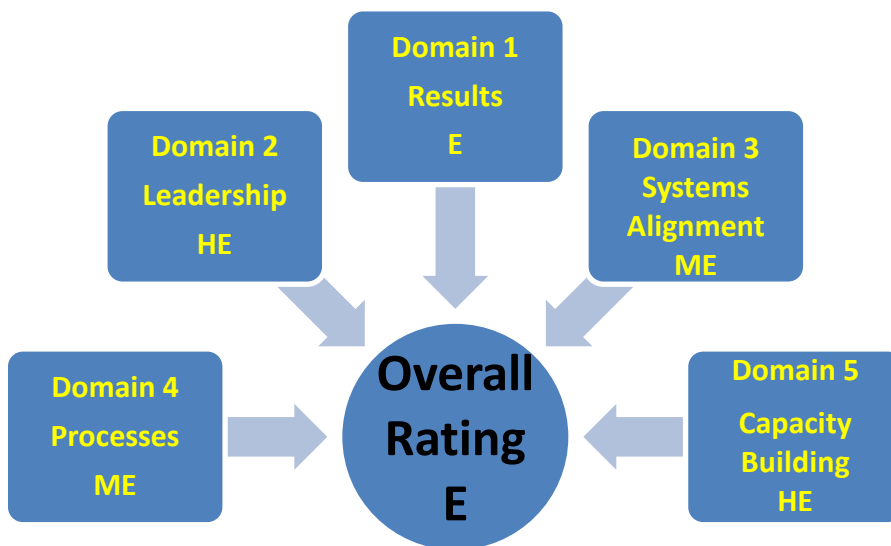 Domain 1
Results
E
Domain 2
Leadership
HE
Domain 3
Systems
Alignment
ME
Domain 4
Processes
ME
Overall
Rating
E
Domain 5
Capacity
Building
HE